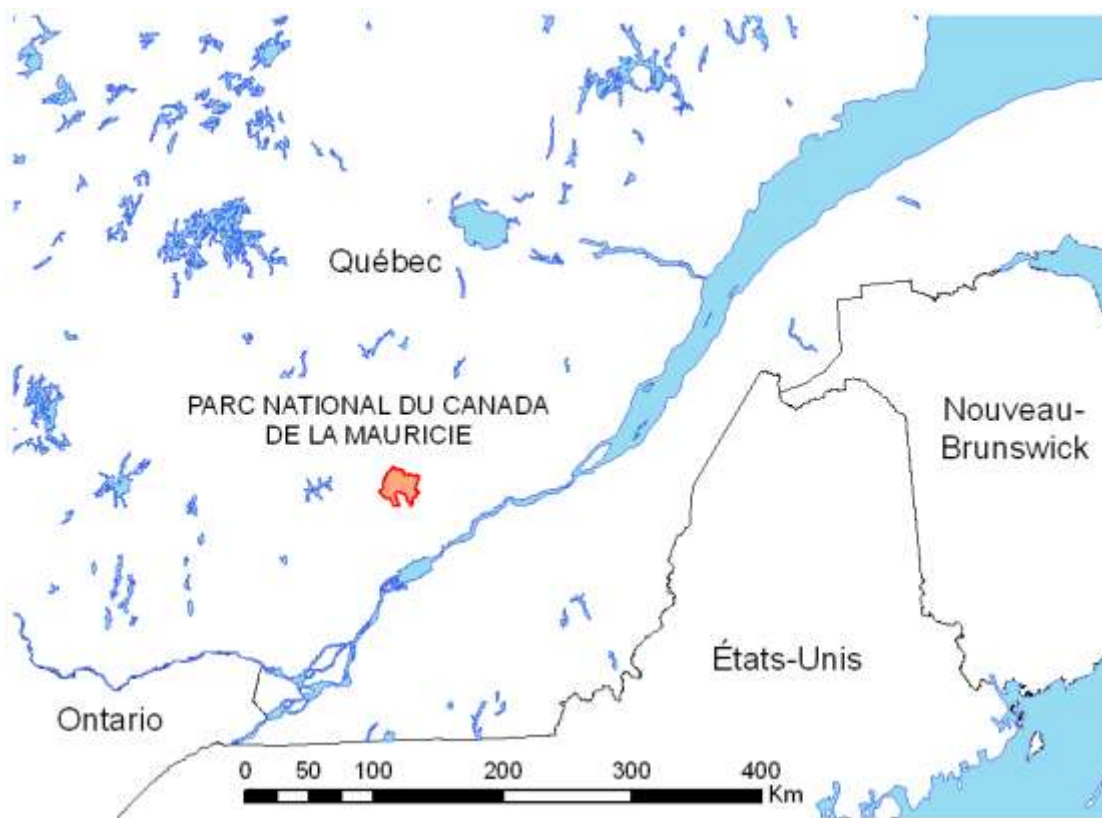 Québec
PARC NATIONAL DU CANADA
DE LA MAURICIE
Nouveau-
Brunswick
États-Unis
Ontario
0 50 100 200 300 400
Km